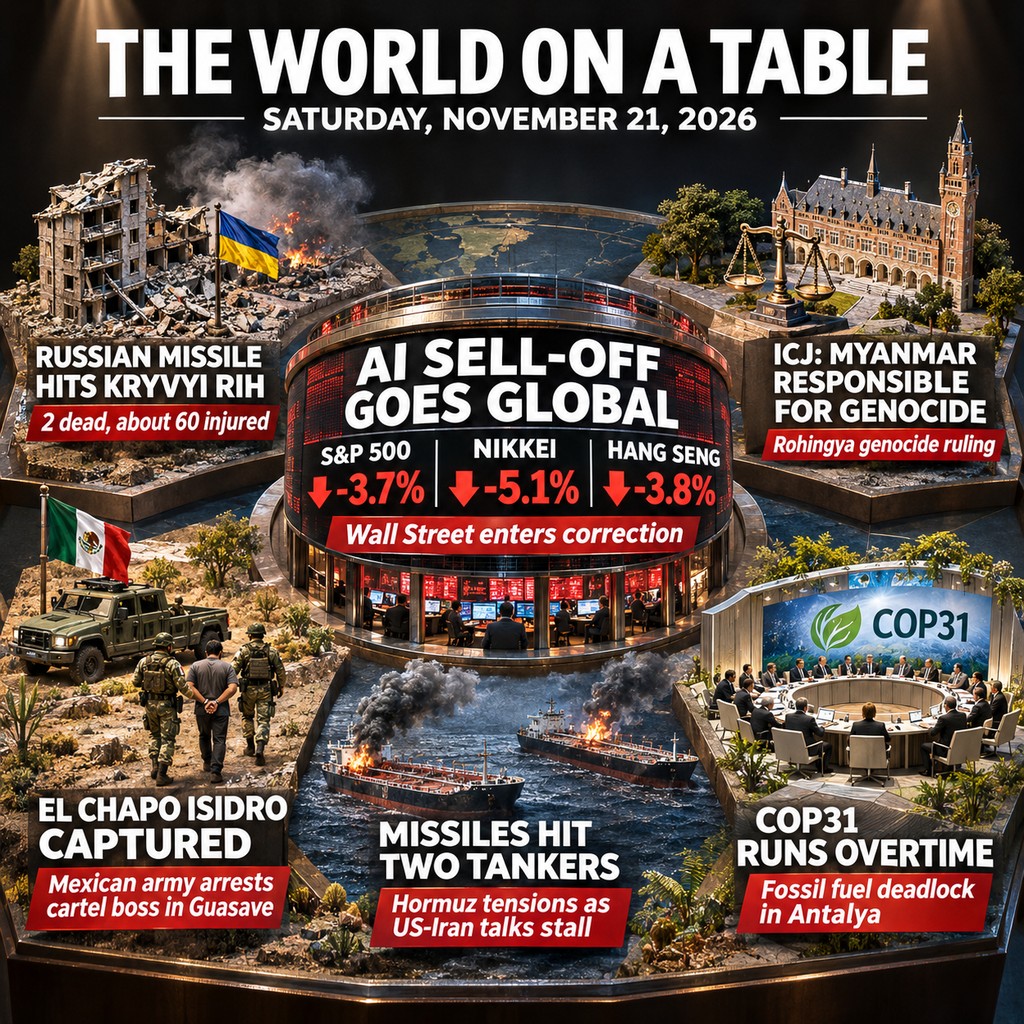 THE WORLD ON A TABLE
SATURDAY, NOVEMBER 21, 2026
RUSSIAN MISSILE
HITS KRYVYI RIH
2 dead, about 60 injured
AI SELL-OFF
GOES GLOBAL
S&P 500
-3.7%
NIKKEI
-5.1%
HANG SENG
-3.8%
Wall Street enters correction
ICJ: MYANMAR
RESPONSIBLE
FOR GENOCIDE
Rohingya genocide ruling
EL CHAPO ISIDRO
CAPTURED
Mexican army arrests
cartel boss in Guasave
MISSILES HIT
TWO TANKERS
Hormuz tensions as
US-Iran talks stall
COP31
COP31
RUNS OVERTIME
Fossil fuel deadlock
in Antalya